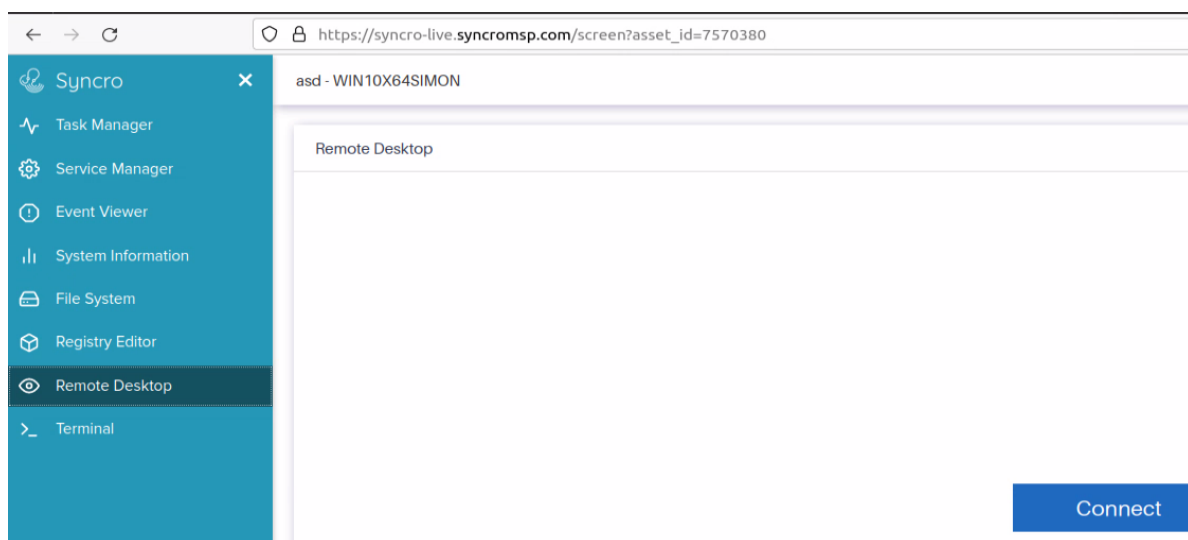 https://syncro-live.syncromsp.com/screen?asset_id=7570380
Syncro
asd - WIN10X64SIMON
Task Manager
Remote Desktop
Service Manager
Event Viewer
System Information
File System
Registry Editor
Remote Desktop
Terminal
Connect